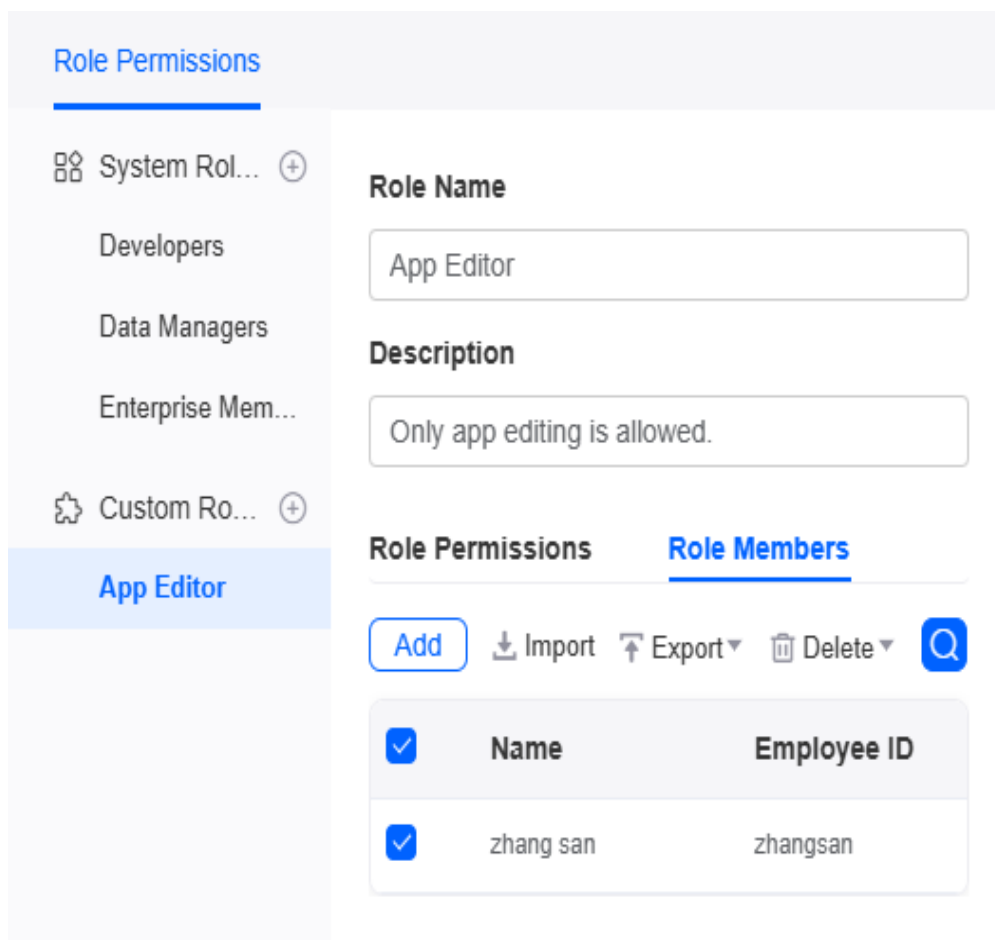 Role Permissions
System Rol...
Developers
Data Managers
Enterprise Mem...
Custom Ro...
App Editor
Role Name
App Editor
Description
Only app editing is allowed.
Role Permissions Role Members
Add Import Export Delete
Name Employee ID
zhang san zhangsan